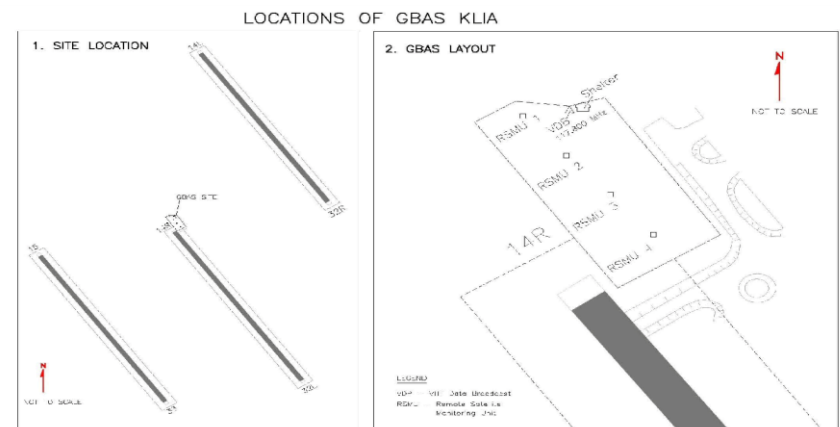 LOCATIONS OF GBAS KLIA
1. SITE LOCATION
14L
32R
GBAS SITE
14R
32L
15
33
N
NOT TO SCALE
2. GBAS LAYOUT
N
NOT TO SCALE
Shelter
VDB
117.900 MHz
RSMU 1
RSMU 2
RSMU 3
RSMU 4
14R
LEGEND
VDB : VHF Data Broadcast
RSMU : Remote Satellite
Monitoring Unit